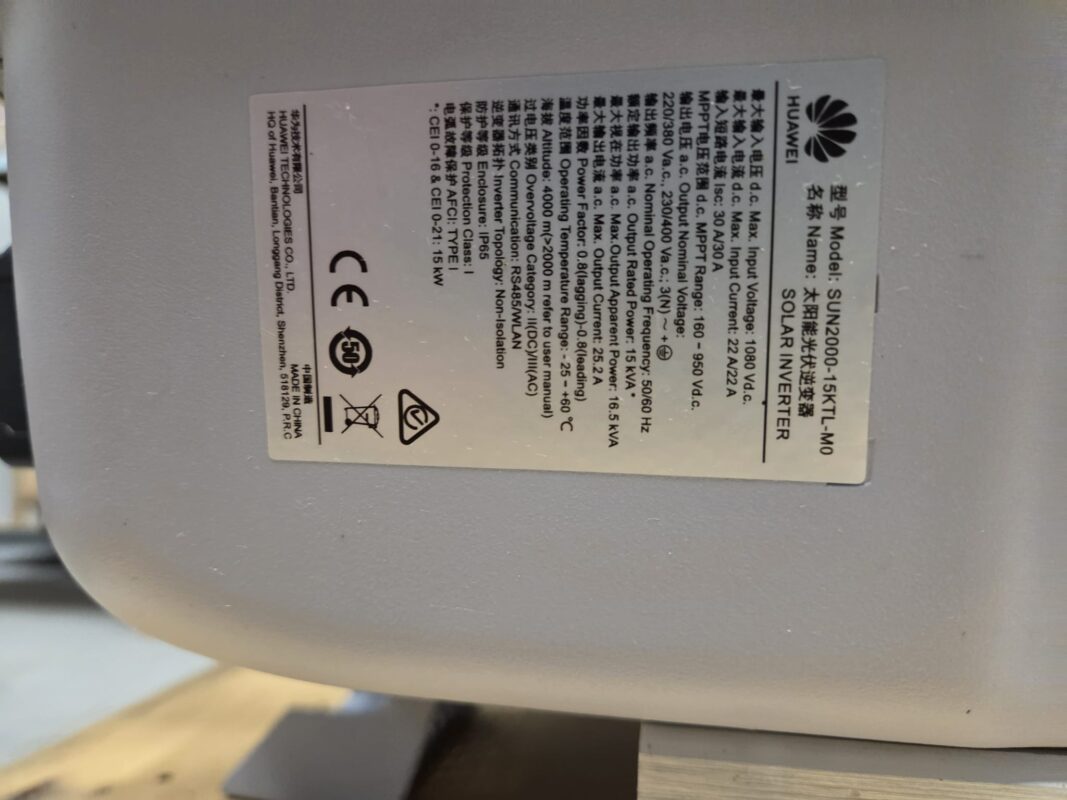 HUAWEI
型号 Model: SUN2000-15KTL-M0
名称 Name: 太阳能光伏逆变器
SOLAR INVERTER
最大输入电压 d.c. Max. Input Voltage: 1080 Vd.c.
最大输入电流 d.c. Max. Input Current: 22 A/22 A
输入短路电流 Isc: 30 A/30 A
MPPT电压范围 d.c. MPPT Range: 160 ~ 950 Vd.c.
输出电压 a.c. Output Nominal Voltage:
220/380 Va.c., 230/400 Va.c.; 3(N) ～ +
输出频率 a.c. Nominal Operating Frequency: 50/60 Hz
额定输出功率 a.c. Output Rated Power: 15 kVA *
最大视在功率 a.c. Max.Output Apparent Power: 16.5 kVA
最大输出电流 a.c. Max. Output Current: 25.2 A
功率因数 Power Factor: 0.8(lagging)-0.8(leading)
温度范围 Operating Temperature Range: - 25 ~ +60 ℃
海拔 Altitude: 4000 m(>2000 m refer to user manual)
过电压类别 Overvoltage Category: II(DC)/III(AC)
通讯方式 Communication: RS485/WLAN
逆变器拓扑 Inverter Topology: Non-Isolation
防护等级 Enclosure: IP65
保护等级 Protection Class: I
电弧故障保护 AFCI: TYPE I
*: CEI 0-16 & CEI 0-21: 15 kW
CE 50
华为技术有限公司
中国制造
HUAWEI TECHNOLOGIES CO., LTD.
MADE IN CHINA
HQ of Huawei, Bantian, Longgang District, Shenzhen, 518129, P.R.C